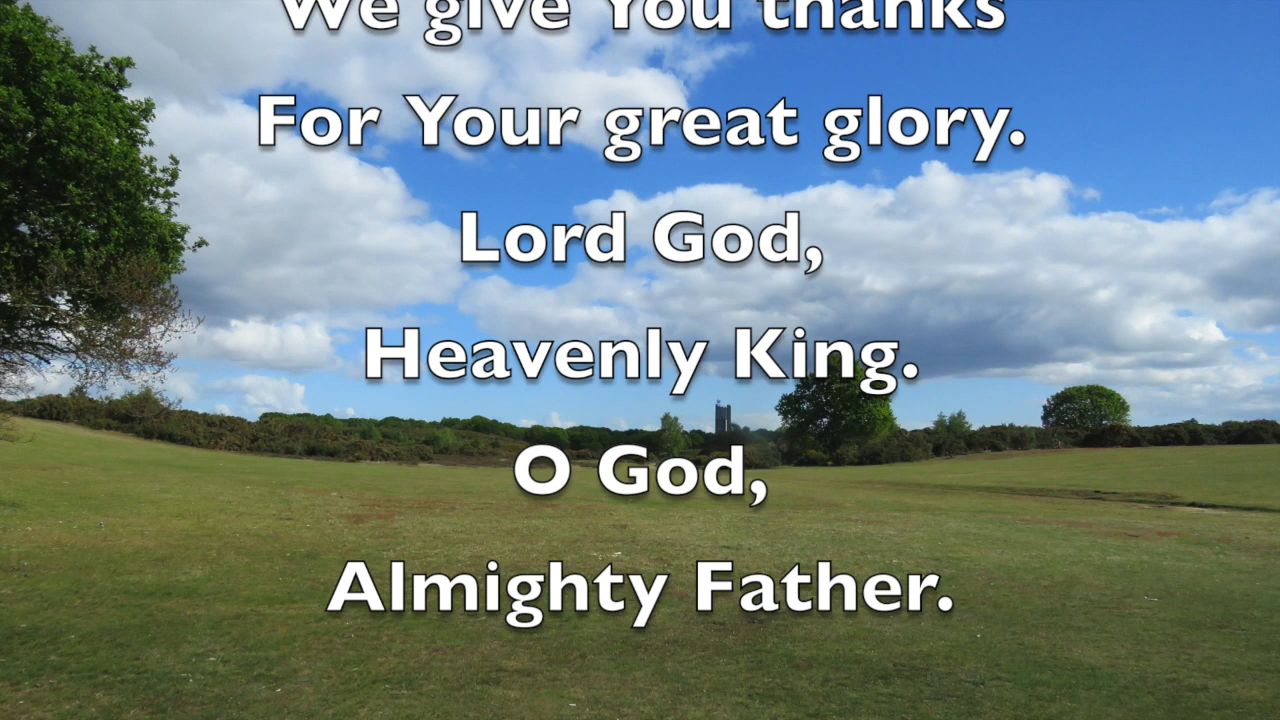 We give You thanks
For Your great glory.
Lord God,
Heavenly King.
O God,
Almighty Father.